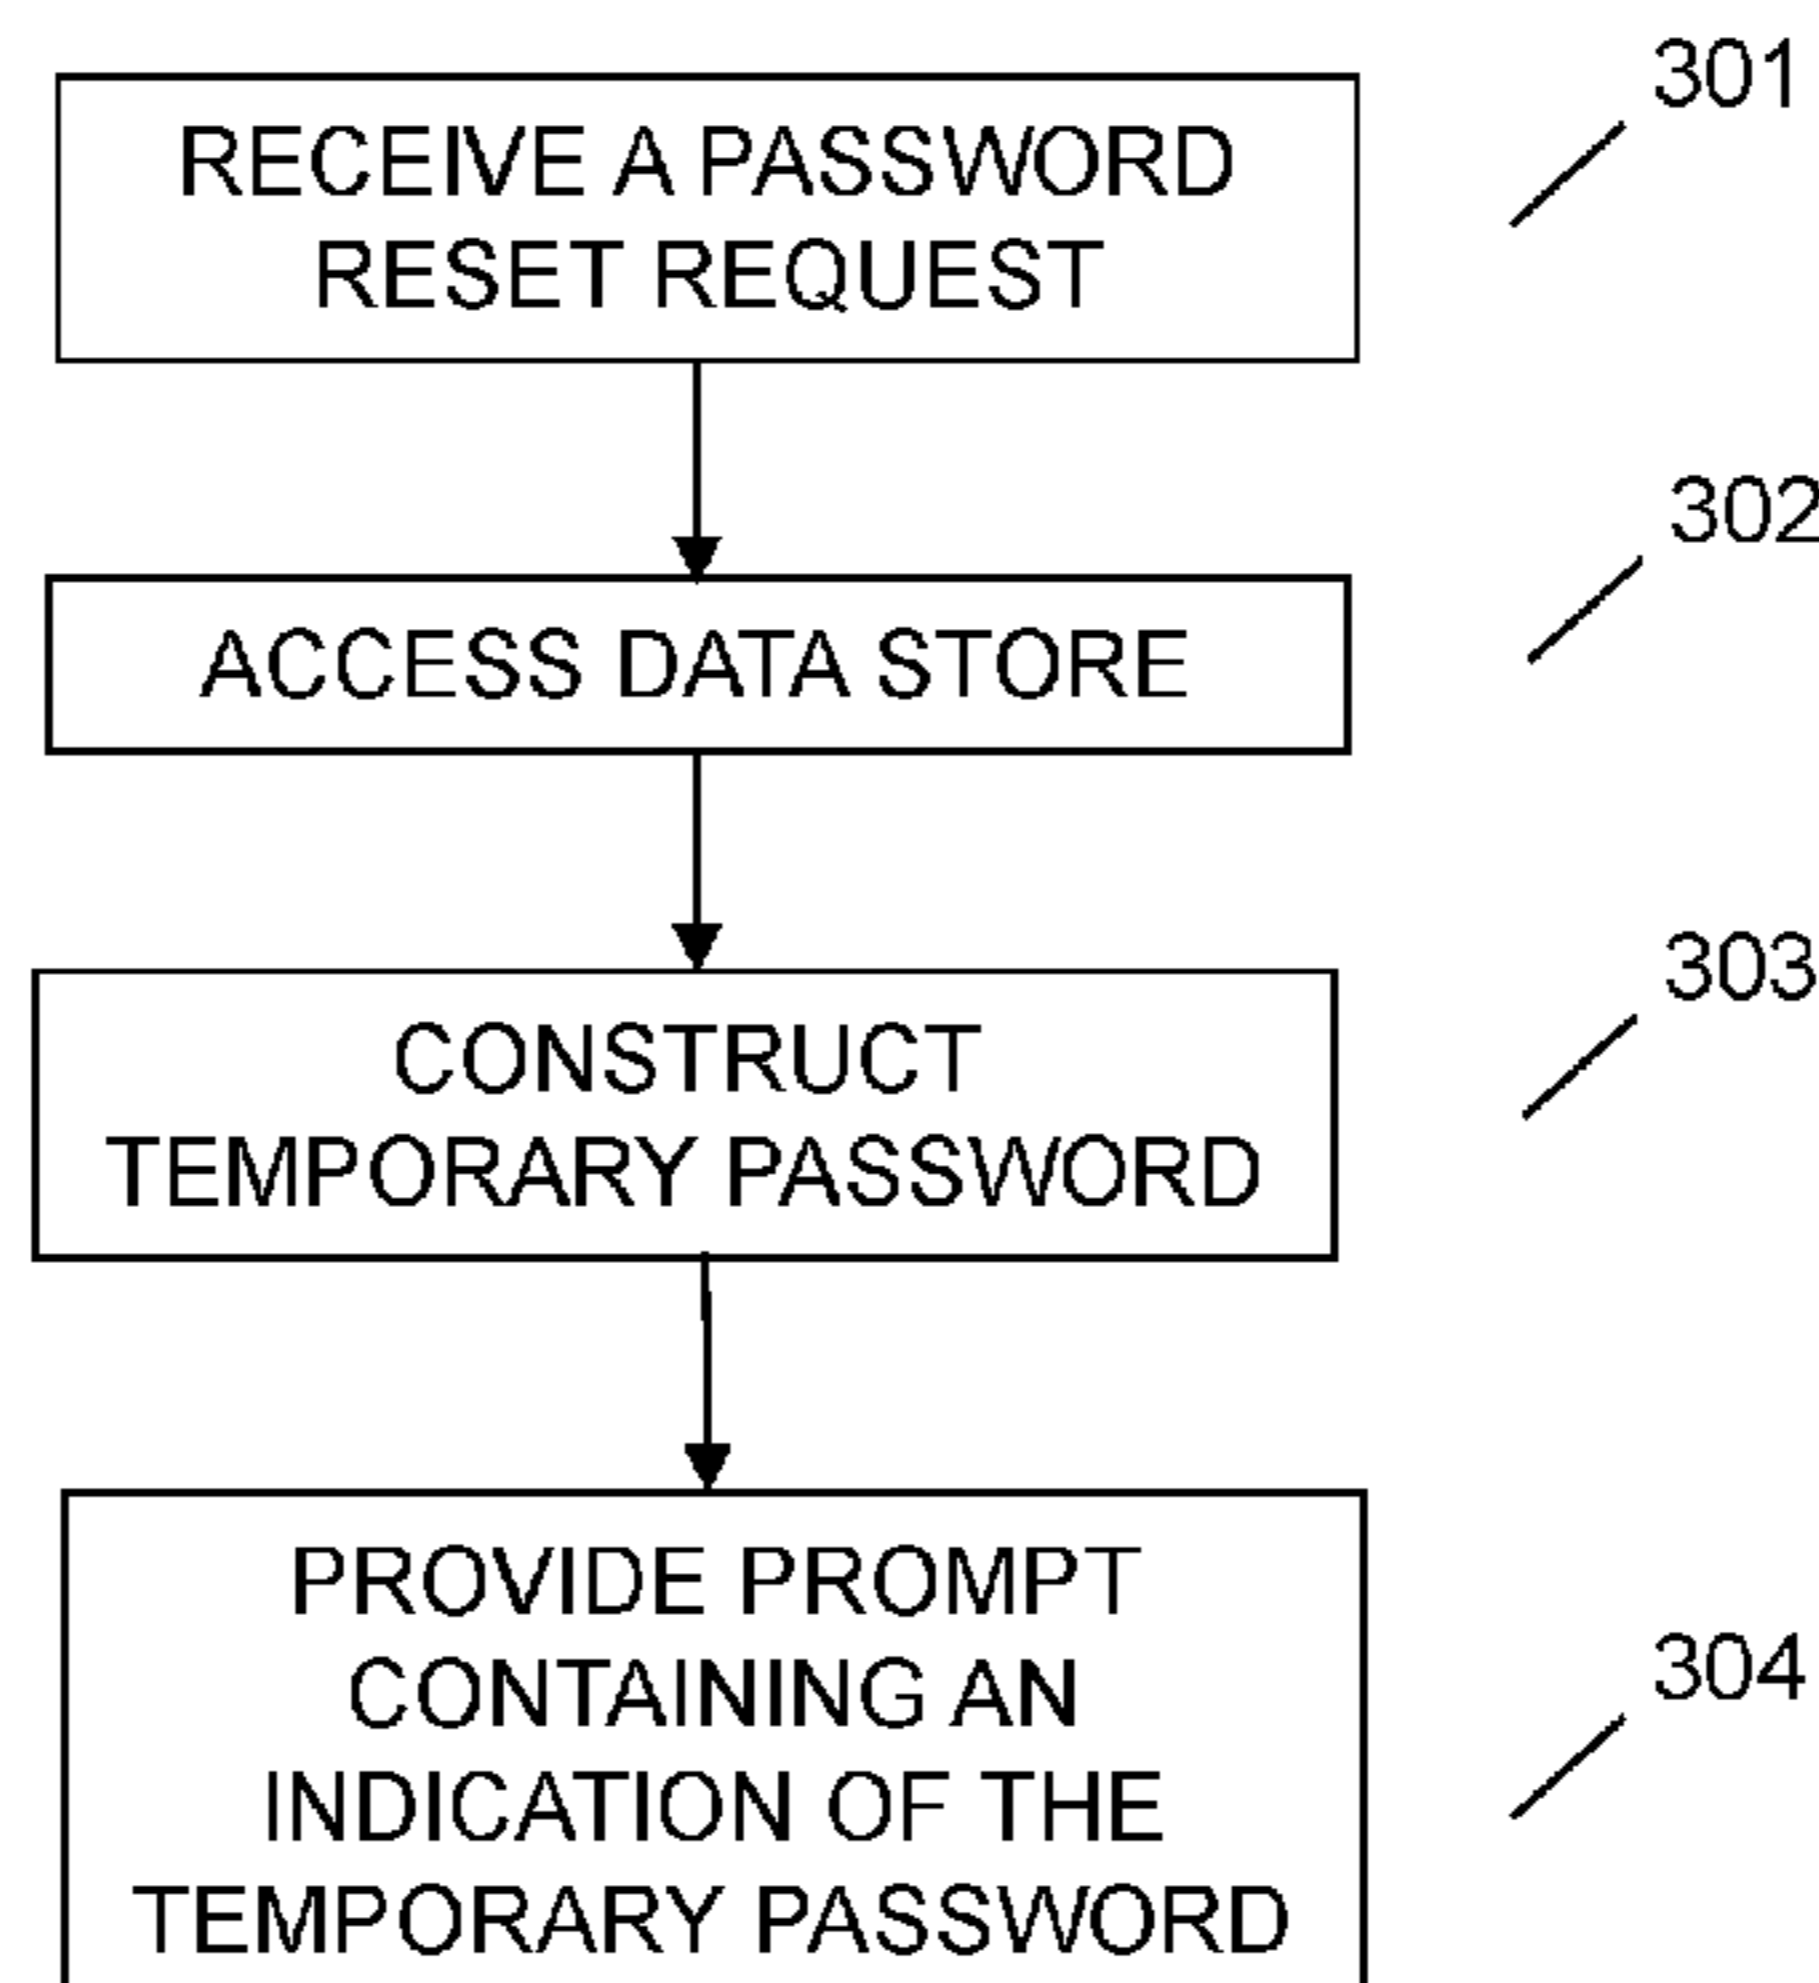 301
RECEIVE A PASSWORD
RESET REQUEST
302
ACCESS DATA STORE
303
CONSTRUCT
TEMPORARY PASSWORD
304
PROVIDE PROMPT
CONTAINING AN
INDICATION OF THE
TEMPORARY PASSWORD